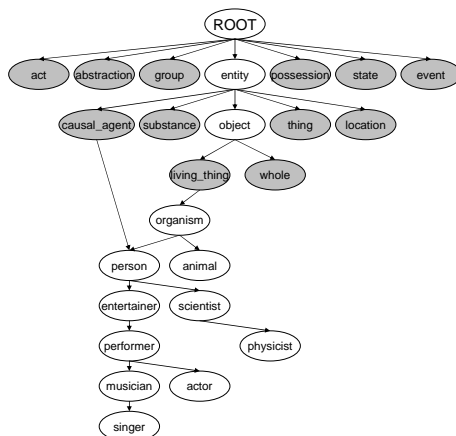 ROOT
act abstraction group entity possession state event
causal_agent substance object thing location
living_thing whole
organism
person animal
entertainer scientist
performer physicist
musician actor
singer